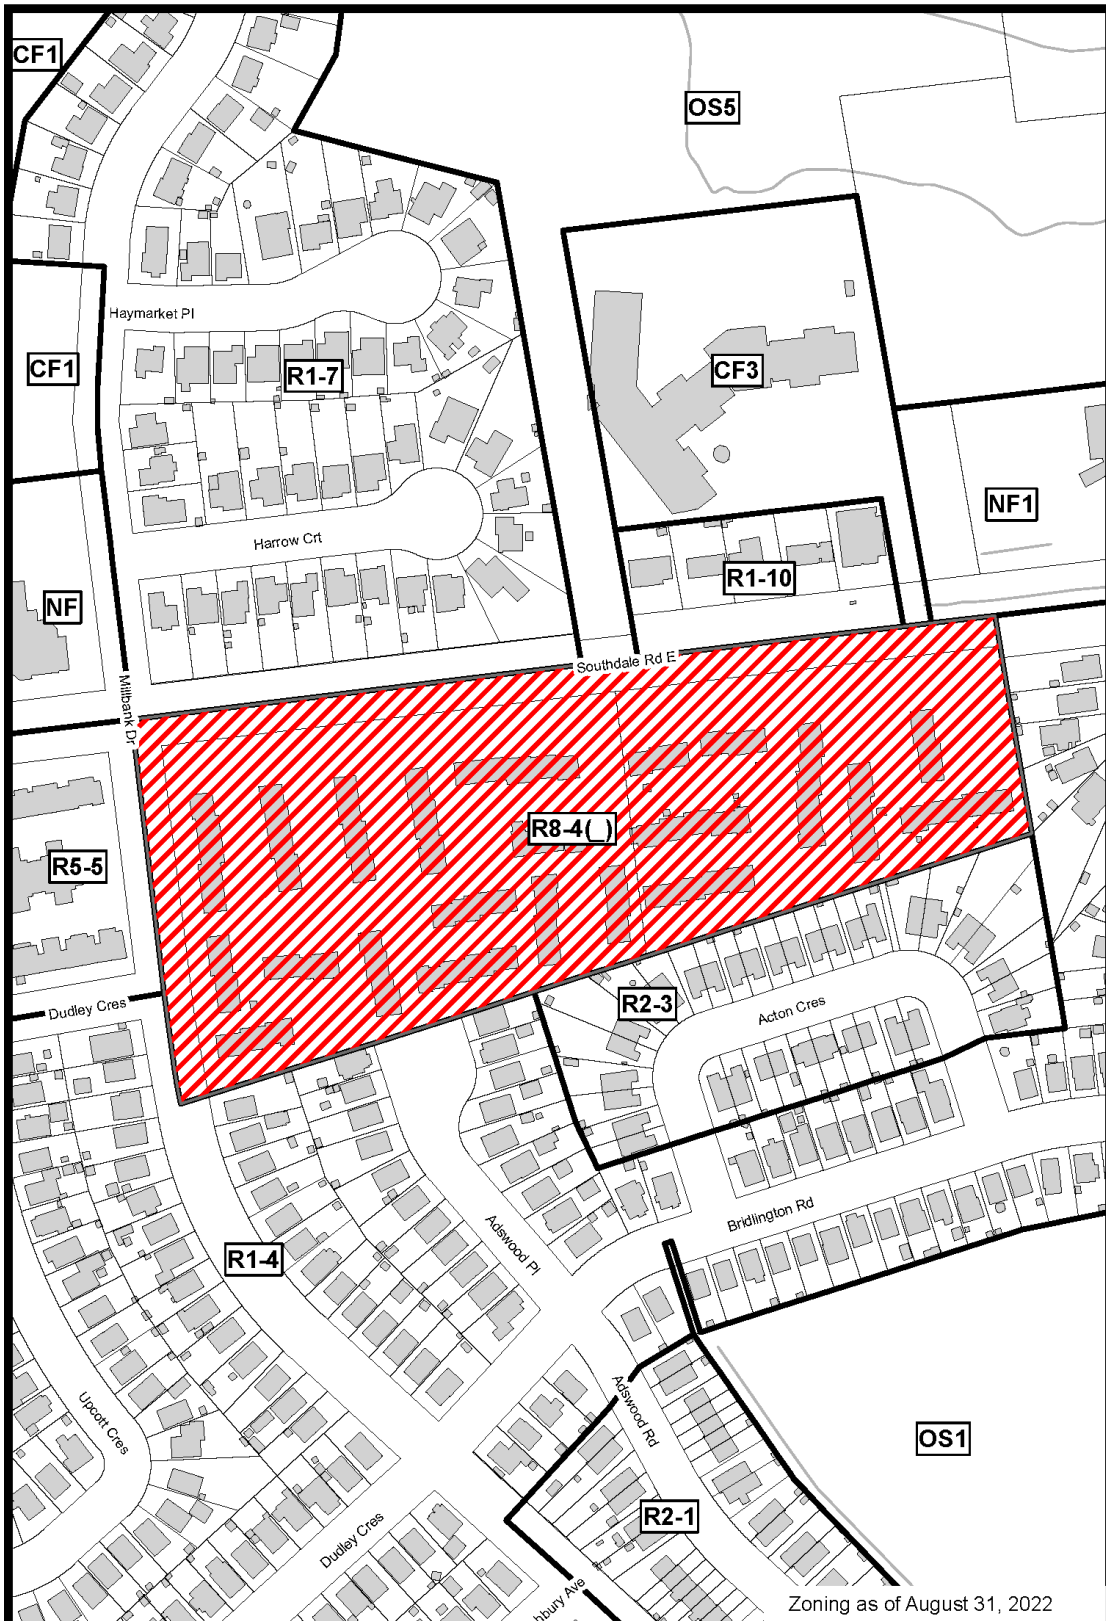 CF1
OS5
Haymarket Pl
CF1
R1-7
CF3
NF1
Harrow Crt
R1-10
NF
Southdale Rd E
Millbank Dr
R8-4(_)
R5-5
Dudley Cres
R2-3
Acton Cres
Bridlington Rd
Adswood Pl
R1-4
Upcott Cres
Adswood Rd
OS1
R2-1
Dudley Cres
hbury Ave
Zoning as of August 31, 2022